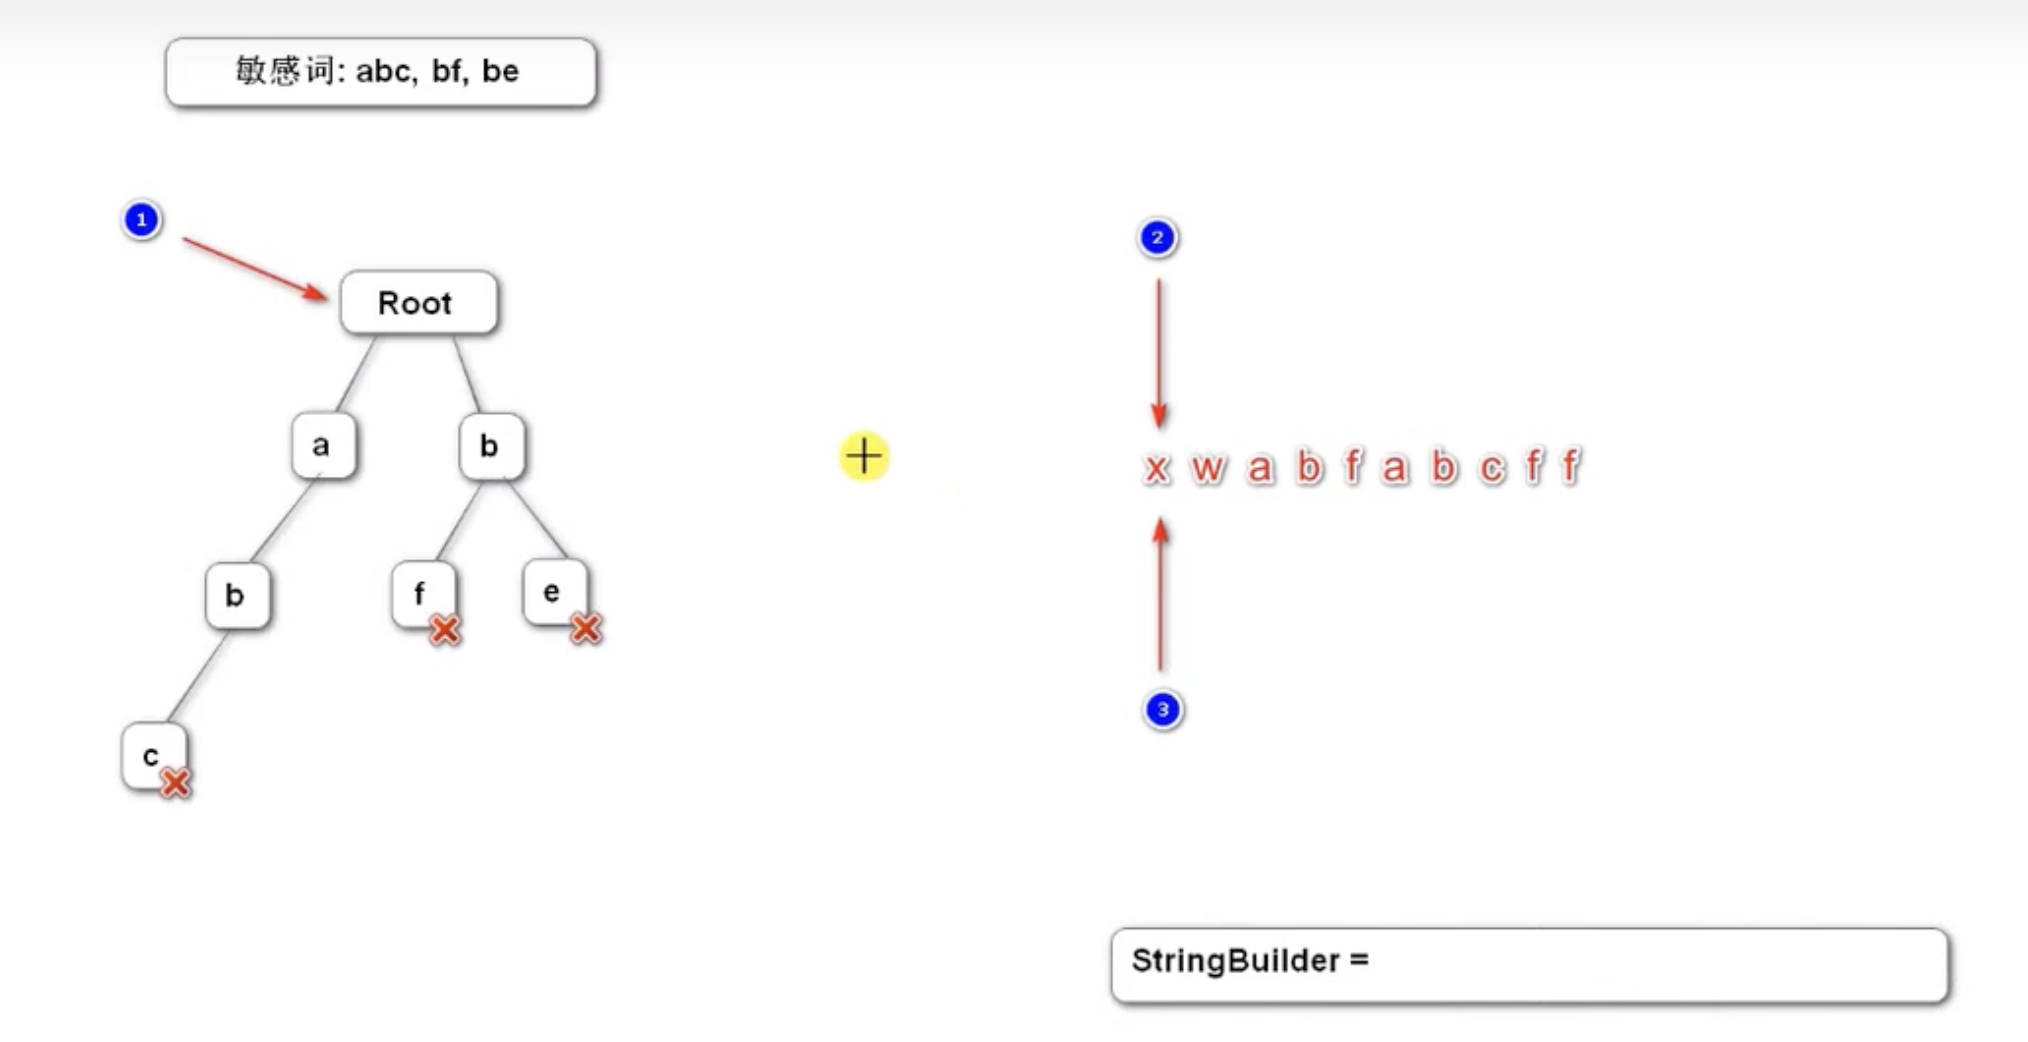 敏感词: abc, bf, be
1
2
Root
a
b
x w a b f a b c f f
b
f
e
3
c
StringBuilder =